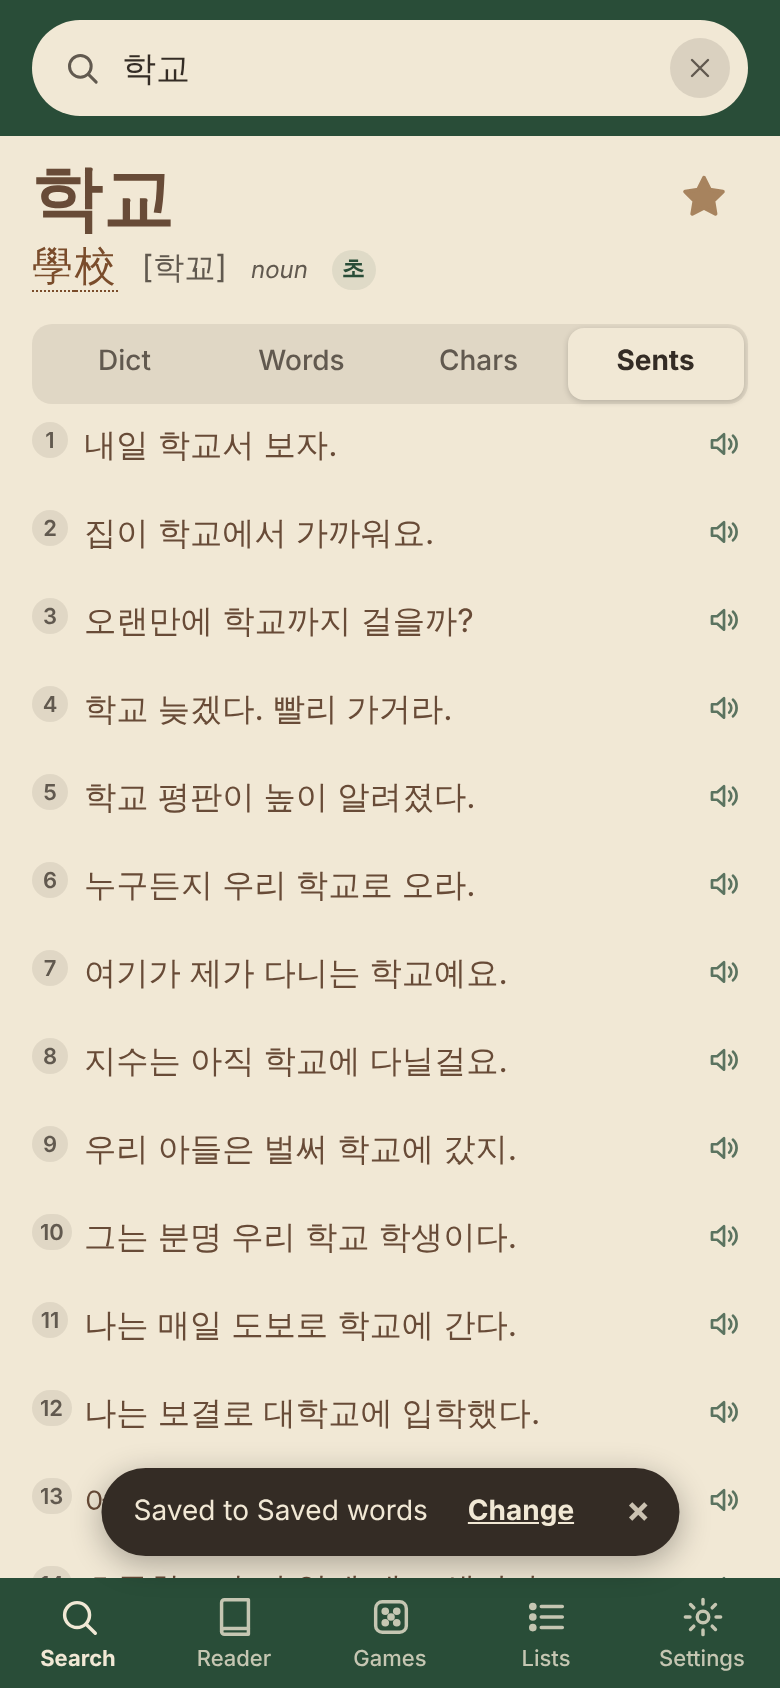 학교
학교
學校 [학꾜] noun 초
Dict Words Chars Sents
1 내일 학교서 보자.
2 집이 학교에서 가까워요.
3 오랜만에 학교까지 걸을까?
4 학교 늦겠다. 빨리 가거라.
5 학교 평판이 높이 알려졌다.
6 누구든지 우리 학교로 오라.
7 여기가 제가 다니는 학교예요.
8 지수는 아직 학교에 다닐걸요.
9 우리 아들은 벌써 학교에 갔지.
10 그는 분명 우리 학교 학생이다.
11 나는 매일 도보로 학교에 간다.
12 나는 보결로 대학교에 입학했다.
13
Saved to Saved words Change
Search Reader Games Lists Settings